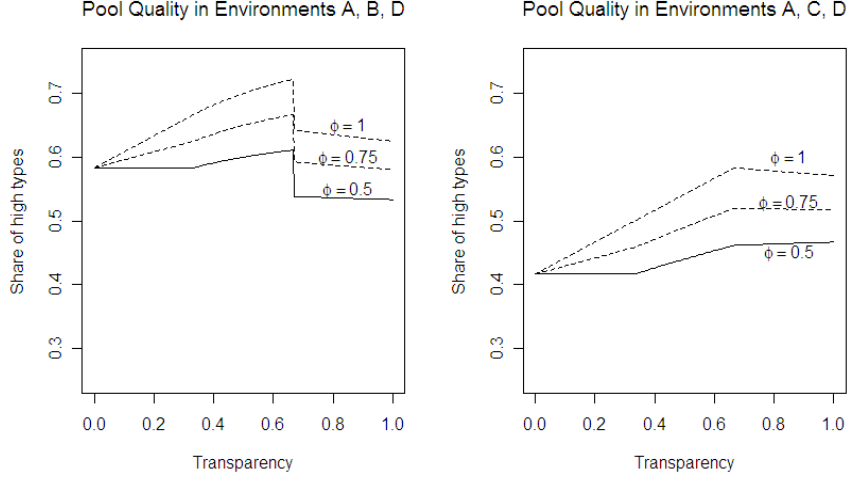 Pool Quality in Environments A, B, D
0.7
0.6
0.5
0.4
0.3
Share of high types
ϕ = 1
ϕ = 0.75
ϕ = 0.5
0.0 0.2 0.4 0.6 0.8 1.0
Transparency
Pool Quality in Environments A, C, D
0.7
0.6
0.5
0.4
0.3
Share of high types
ϕ = 1
ϕ = 0.75
ϕ = 0.5
0.0 0.2 0.4 0.6 0.8 1.0
Transparency